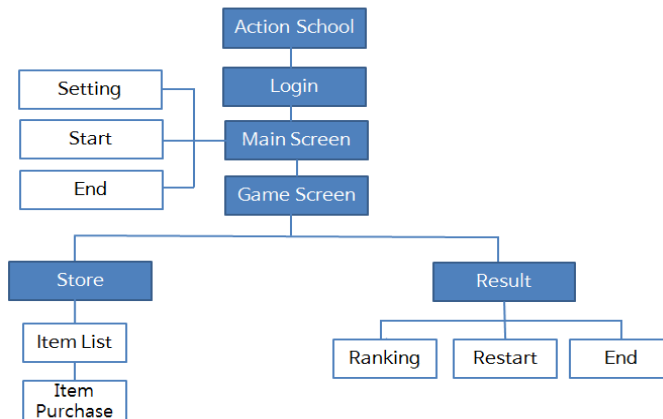 Action School
Login
Setting
Start
End
Main Screen
Game Screen
Store
Result
Item List
Item
Purchase
Ranking
Restart
End